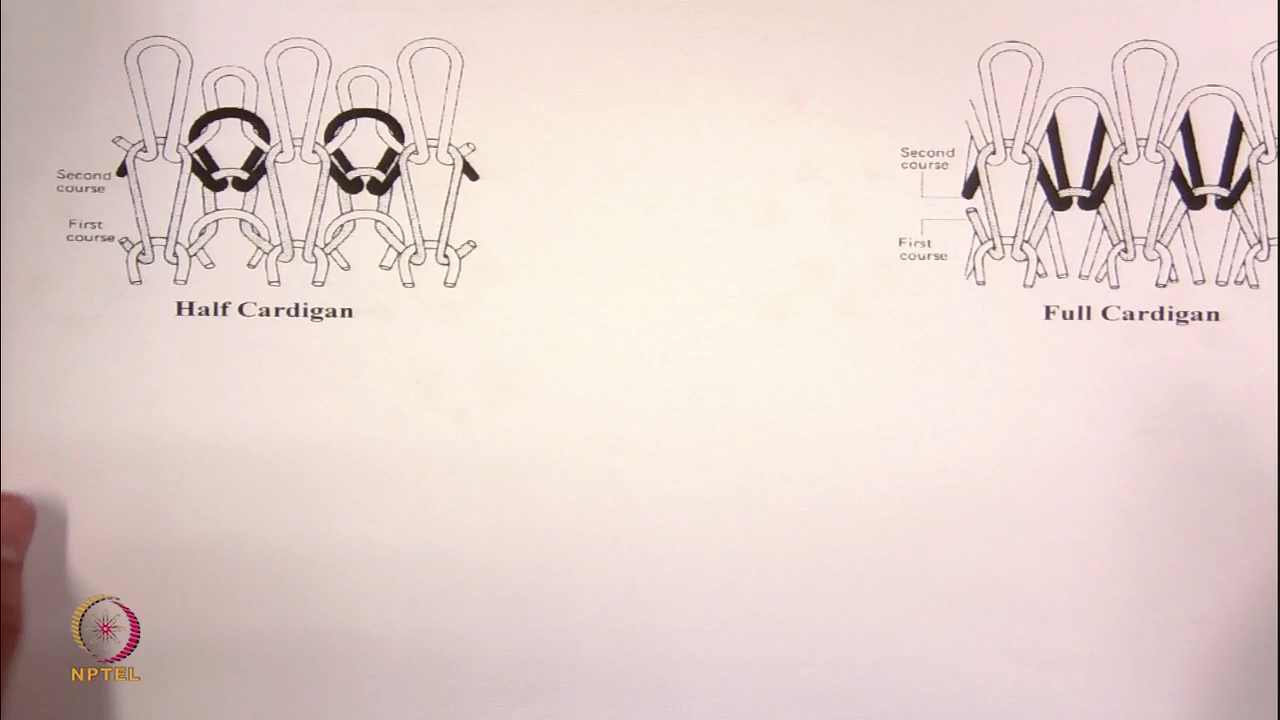 Second
course
First
course
Half Cardigan
Second
course
First
course
Full Cardigan
NPTEL